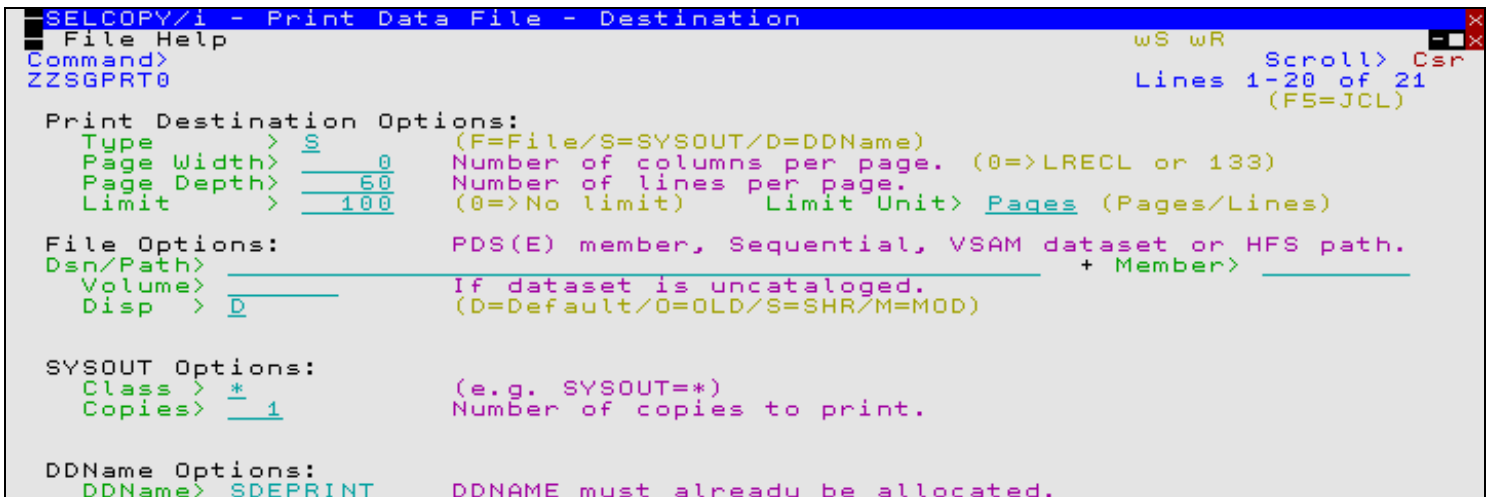 SELCOPY/i - Print Data File - Destination
File Help wS wR
Command> Scroll> Csr
ZZSGPRT0 Lines 1-20 of 21
(F5=JCL)
Print Destination Options:
Type > S (F=File/S=SYSOUT/D=DDName)
Page Width> 0 Number of columns per page. (0=>LRECL or 133)
Page Depth> 60 Number of lines per page.
Limit > 100 (0=>No limit) Limit Unit> Pages (Pages/Lines)
File Options: PDS(E) member, Sequential, VSAM dataset or HFS path.
Dsn/Path> + Member>
Volume> If dataset is uncataloged.
Disp > D (D=Default/O=OLD/S=SHR/M=MOD)
SYSOUT Options:
Class > * (e.g. SYSOUT=*)
Copies> 1 Number of copies to print.
DDName Options:
DDName> SDEPRINT DDNAME must already be allocated.